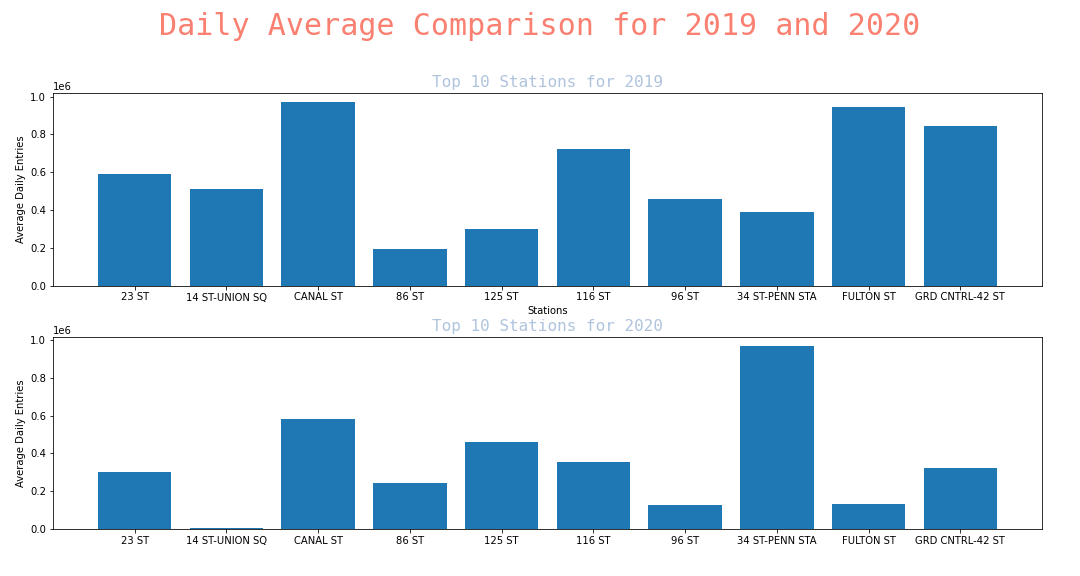 Daily Average Comparison for 2019 and 2020
Top 10 Stations for 2019
1e6
1.0
0.8
0.6
0.4
0.2
0.0
Average Daily Entries
23 ST 14 ST-UNION SQ CANAL ST 86 ST 125 ST 116 ST 96 ST 34 ST-PENN STA FULTON ST GRD CNTRL-42 ST
Stations
Top 10 Stations for 2020
1e6
1.0
0.8
0.6
0.4
0.2
0.0
Average Daily Entries
23 ST 14 ST-UNION SQ CANAL ST 86 ST 125 ST 116 ST 96 ST 34 ST-PENN STA FULTON ST GRD CNTRL-42 ST